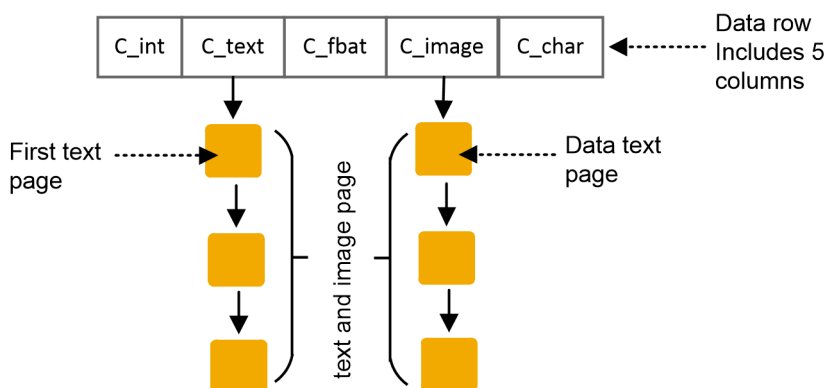 C_int C_text C_fbat C_image C_char
Data row
Includes 5
columns
First text
page
text and image page
Data text
page